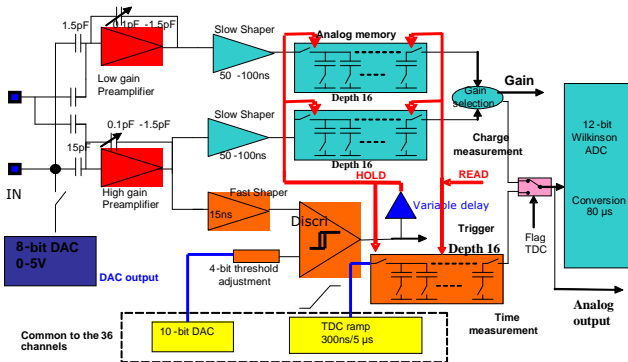 1.5pF
0.1pF -1.5pF
Slow Shaper
Analog memory
50 -100ns
Low gain
Preamplifier
Depth 16
Gain
Gain
selection
12-bit
Wilkinson
ADC
Conversion
80 µs
0.1pF -1.5pF
Slow Shaper
15pF
50 -100ns
Depth 16
Charge
measurement
HOLD
READ
IN
High gain
Preamplifier
Fast Shaper
15ns
Variable delay
Discri
Trigger
Flag
TDC
8-bit DAC
0-5V
DAC output
4-bit threshold
adjustment
Depth 16
Time
measurement
Analog
output
Common to the 36
channels
10 -bit DAC
TDC ramp
300ns/5 µs